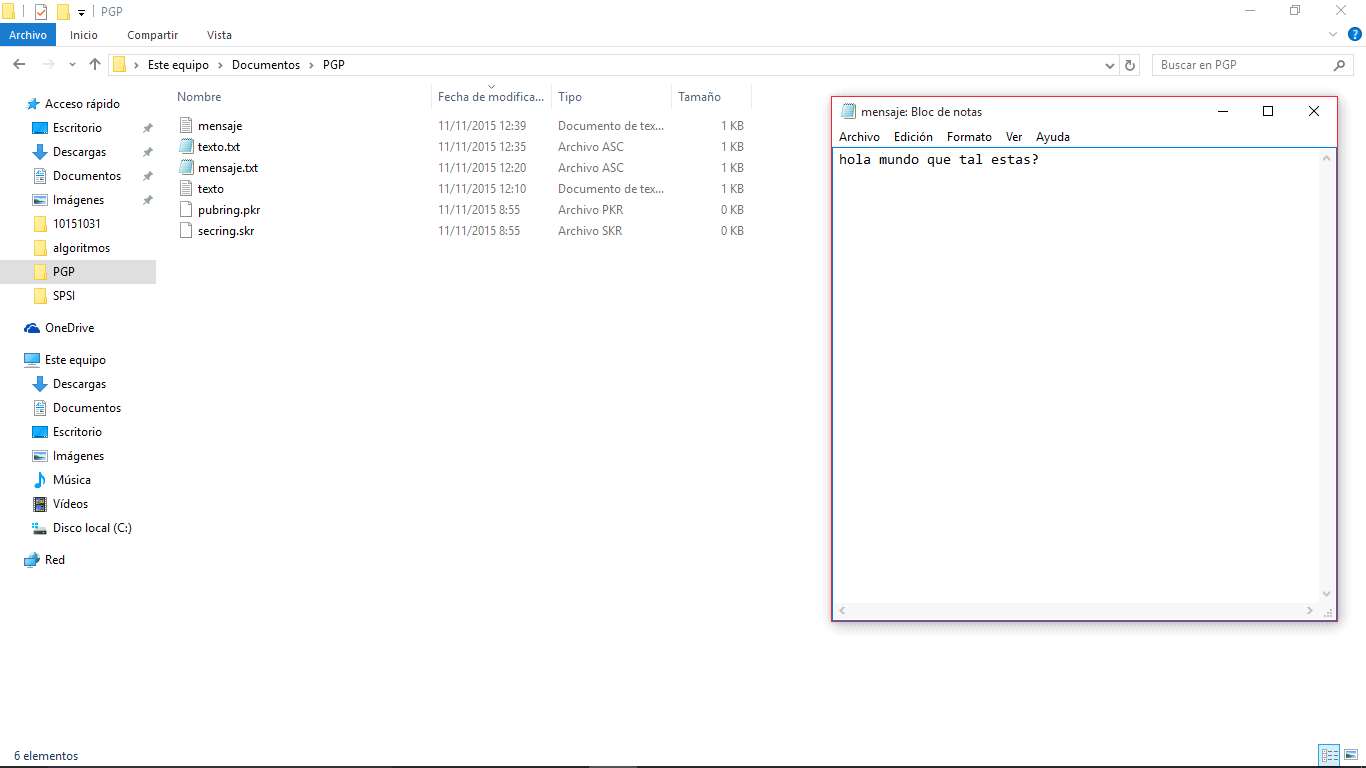 PGP
Archivo Inicio Compartir Vista
Este equipo Documentos PGP
Buscar en PGP
Acceso rápido
Escritorio
Descargas
Documentos
Imágenes
10151031
algoritmos
PGP
SPSI
OneDrive
Este equipo
Descargas
Documentos
Escritorio
Imágenes
Música
Vídeos
Disco local (C:)
Red
Nombre Fecha de modifica... Tipo Tamaño
mensaje 11/11/2015 12:39 Documento de tex... 1 KB
texto.txt 11/11/2015 12:35 Archivo ASC 1 KB
mensaje.txt 11/11/2015 12:20 Archivo ASC 1 KB
texto 11/11/2015 12:10 Documento de tex... 1 KB
pubring.pkr 11/11/2015 8:55 Archivo PKR 0 KB
secring.skr 11/11/2015 8:55 Archivo SKR 0 KB
mensaje: Bloc de notas
Archivo Edición Formato Ver Ayuda
hola mundo que tal estas?
6 elementos